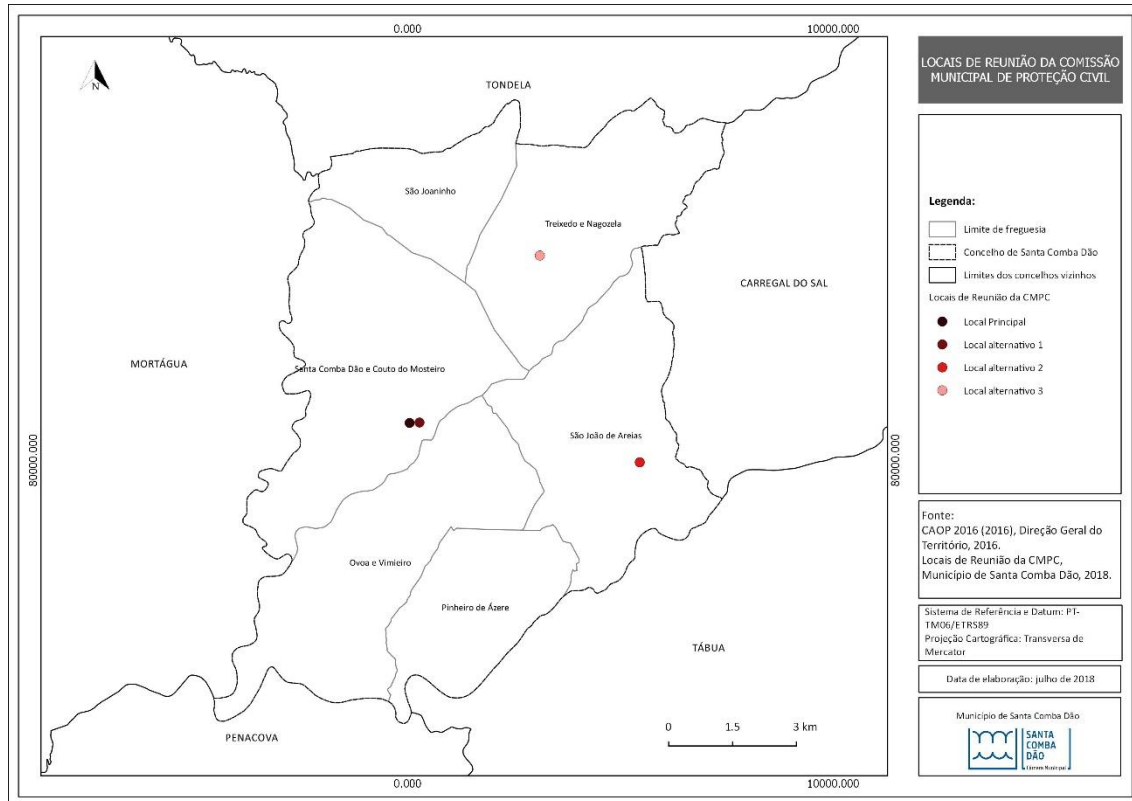 0.000
10000.000
LOCAIS DE REUNIÃO DA COMISSÃO
MUNICIPAL DE PROTEÇÃO CIVIL
N
TONDELA
São Joaninho
Treixedo e Nagozela
CARREGAL DO SAL
MORTÁGUA
Santa Comba Dão e Couto do Mosteiro
São João de Areias
80000.000
80000.000
Ovoa e Vimieiro
Pinheiro de Ázere
TÁBUA
PENACOVA
0
1.5
3 km
0.000
10000.000
Legenda:
Limite de freguesia
Concelho de Santa Comba Dão
Limites dos concelhos vizinhos
Locais de Reunião da CMPC
Local Principal
Local alternativo 1
Local alternativo 2
Local alternativo 3
Fonte:
CAOP 2016 (2016), Direção Geral do
Território, 2016.
Locais de Reunião da CMPC,
Município de Santa Comba Dão, 2018.
Sistema de Referência e Datum: PT-
TM06/ETRS89
Projeção Cartográfica: Transversa de
Mercator
Data de elaboração: julho de 2018
Município de Santa Comba Dão
SANTA
COMBA
DÃO
Câmara Municipal